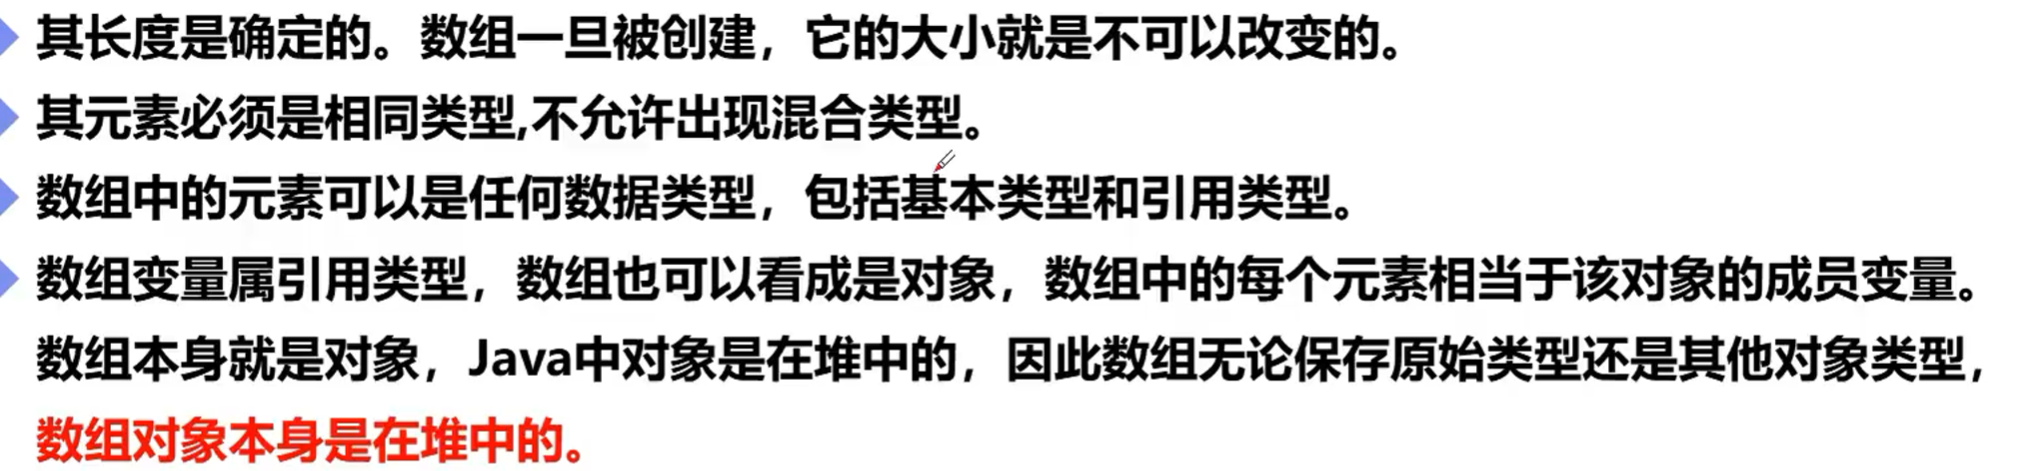 其长度是确定的。数组一旦被创建，它的大小就是不可以改变的。
其元素必须是相同类型,不允许出现混合类型。
数组中的元素可以是任何数据类型，包括基本类型和引用类型。
数组变量属引用类型，数组也可以看成是对象，数组中的每个元素相当于该对象的成员变量。
数组本身就是对象，Java中对象是在堆中的，因此数组无论保存原始类型还是其他对象类型，
数组对象本身是在堆中的。